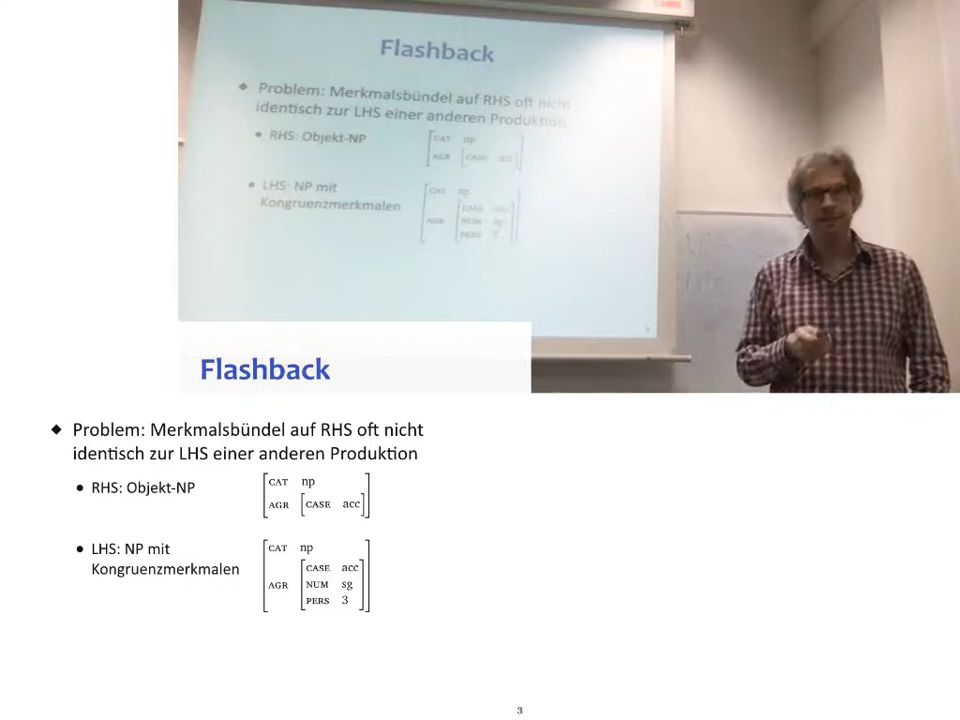 Flashback
Problem: Merkmalsbündel auf RHS oft nicht
identisch zur LHS einer anderen Produktion
RHS: Objekt-NP
CAT np
AGR CASE
LHS: NP mit
Kongruenzmerkmalen
CAT np
CASE
AGR NUM sg
PERS
Flashback
◆ Problem: Merkmalsbündel auf RHS oft nicht
identisch zur LHS einer anderen Produktion
• RHS: Objekt-NP
CAT np
AGR [CASE acc]
• LHS: NP mit
Kongruenzmerkmalen
CAT np
CASE acc
AGR NUM sg
PERS 3
3